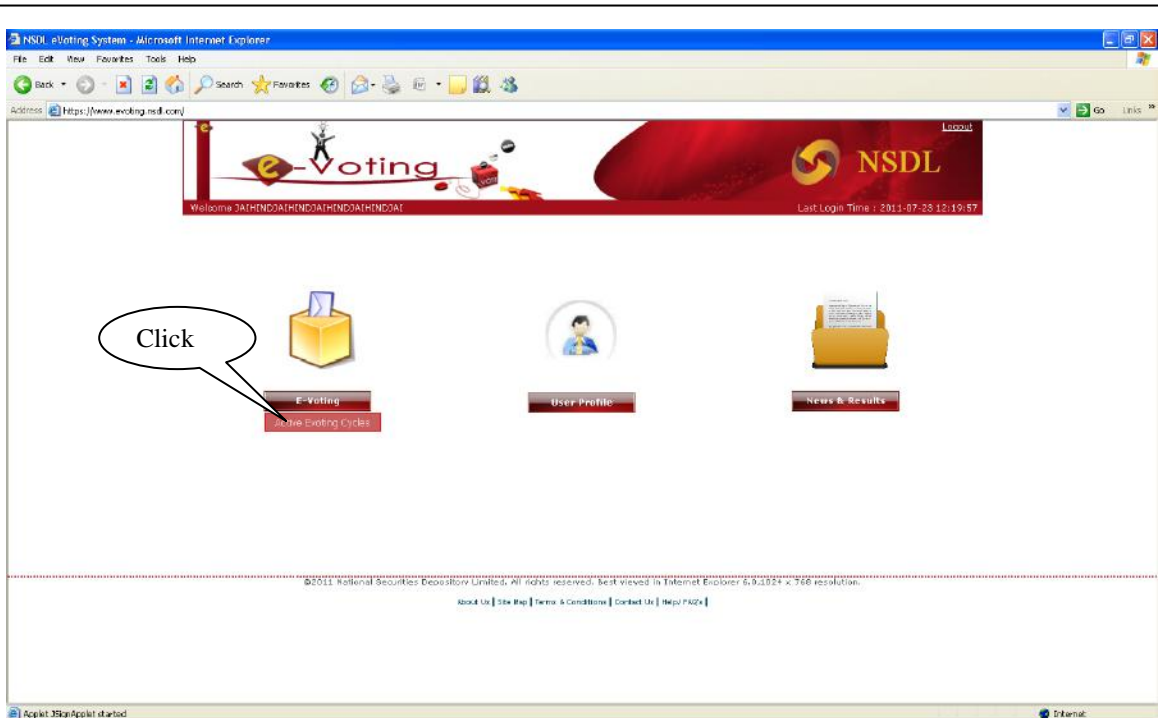 NSDL eVoting System - Microsoft Internet Explorer
File Edit View Favorites Tools Help
Back Search Favorites
Address https://www.evoting.nsdl.com/ Go Links »
Logout
e-Voting
NSDL
Welcome JAIHINDJAIHINDJAIHINDJAIHINDJAI Last Login Time : 2011-07-23 12:19:57
Click
E-Voting User Profile News & Results
Active Evoting Cycles
©2011 National Securities Depository Limited. All rights reserved. Best viewed in Internet Explorer 6.0.1024 x 768 resolution.
About Us | Site Map | Terms & Conditions | Contact Us | Help/ FAQ's |
Applet JSignApplet started Internet